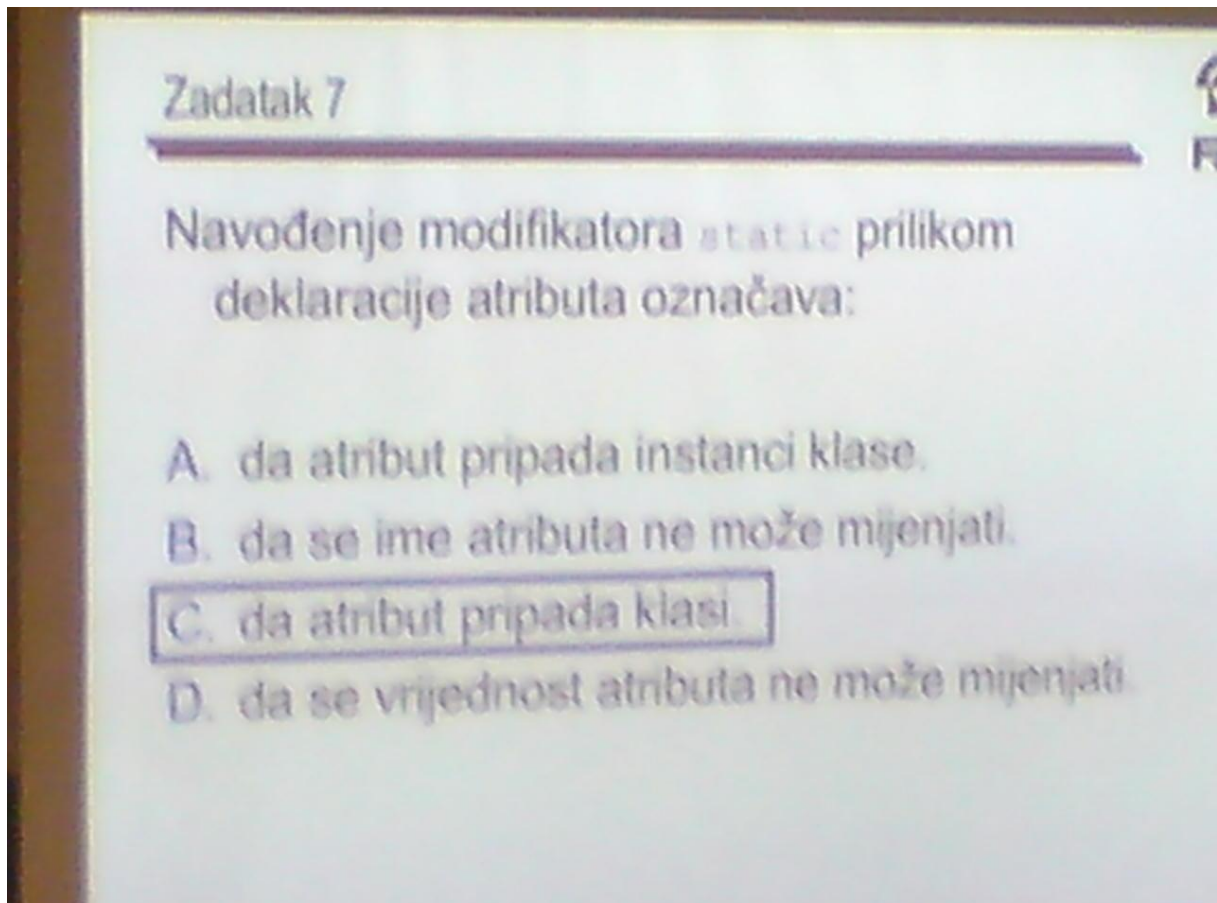 Zadatak 7
Navođenje modifikatora static prilikom
deklaracije atributa označava:
A. da atribut pripada instanci klase.
B. da se ime atributa ne može mijenjati.
C. da atribut pripada klasi.
D. da se vrijednost atributa ne može mijenjati.